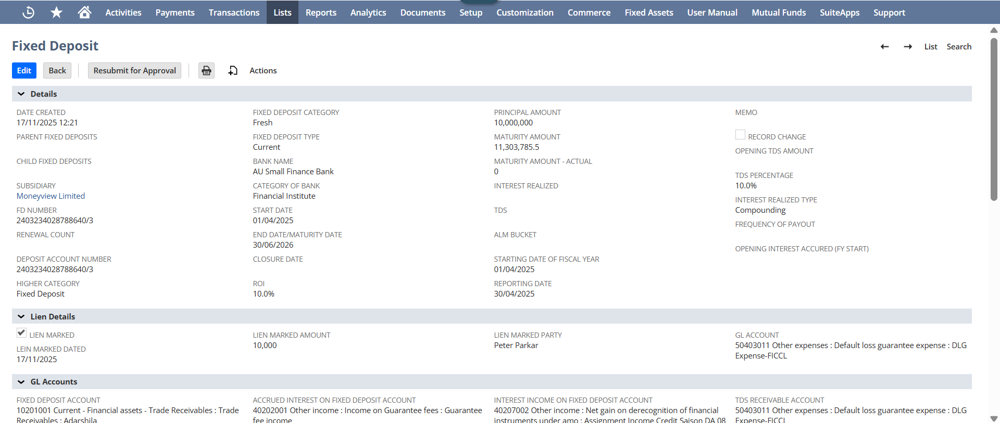 Activities Payments Transactions Lists Reports Analytics Documents Setup Customization Commerce Fixed Assets User Manual Mutual Funds SuiteApps Support
Fixed Deposit
List Search
Edit Back Resubmit for Approval Actions
Details
DATE CREATED
17/11/2025 12:21
PARENT FIXED DEPOSITS
CHILD FIXED DEPOSITS
SUBSIDIARY
Moneyview Limited
FD NUMBER
2403234028788640/3
RENEWAL COUNT
DEPOSIT ACCOUNT NUMBER
2403234028788640/3
HIGHER CATEGORY
Fixed Deposit
FIXED DEPOSIT CATEGORY
Fresh
FIXED DEPOSIT TYPE
Current
BANK NAME
AU Small Finance Bank
CATEGORY OF BANK
Financial Institute
START DATE
01/04/2025
END DATE/MATURITY DATE
30/06/2026
CLOSURE DATE
ROI
10.0%
PRINCIPAL AMOUNT
10,000,000
MATURITY AMOUNT
11,303,785.5
MATURITY AMOUNT - ACTUAL
0
INTEREST REALIZED
TDS
ALM BUCKET
STARTING DATE OF FISCAL YEAR
01/04/2025
REPORTING DATE
30/04/2025
MEMO
RECORD CHANGE
OPENING TDS AMOUNT
TDS PERCENTAGE
10.0%
INTEREST REALIZED TYPE
Compounding
FREQUENCY OF PAYOUT
OPENING INTEREST ACCURED (FY START)
Lien Details
LIEN MARKED
LEIN MARKED DATED
17/11/2025
LIEN MARKED AMOUNT
10,000
LIEN MARKED PARTY
Peter Parkar
GL ACCOUNT
50403011 Other expenses : Default loss guarantee expense : DLG
Expense-FICCL
GL Accounts
FIXED DEPOSIT ACCOUNT
10201001 Current - Financial assets - Trade Receivables : Trade
Receivables : Adarshila
ACCRUED INTEREST ON FIXED DEPOSIT ACCOUNT
40202001 Other income : Income on Guarantee fees : Guarantee
fee income
INTEREST INCOME ON FIXED DEPOSIT ACCOUNT
40207002 Other income : Net gain on derecognition of financial
instruments under amo : Assignment Income Credit Saison DA 08
TDS RECEIVABLE ACCOUNT
50403011 Other expenses : Default loss guarantee expense : DLG
Expense-FICCL